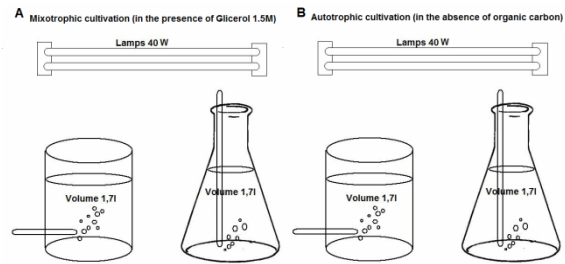 A Mixotrophic cultivation (in the presence of Glicerol 1.5M)
Lamps 40 W
Volume 1,7l
Volume 1,7l
B Autotrophic cultivation (in the absence of organic carbon)
Lamps 40 W
Volume 1,7l
Volume 1,7l